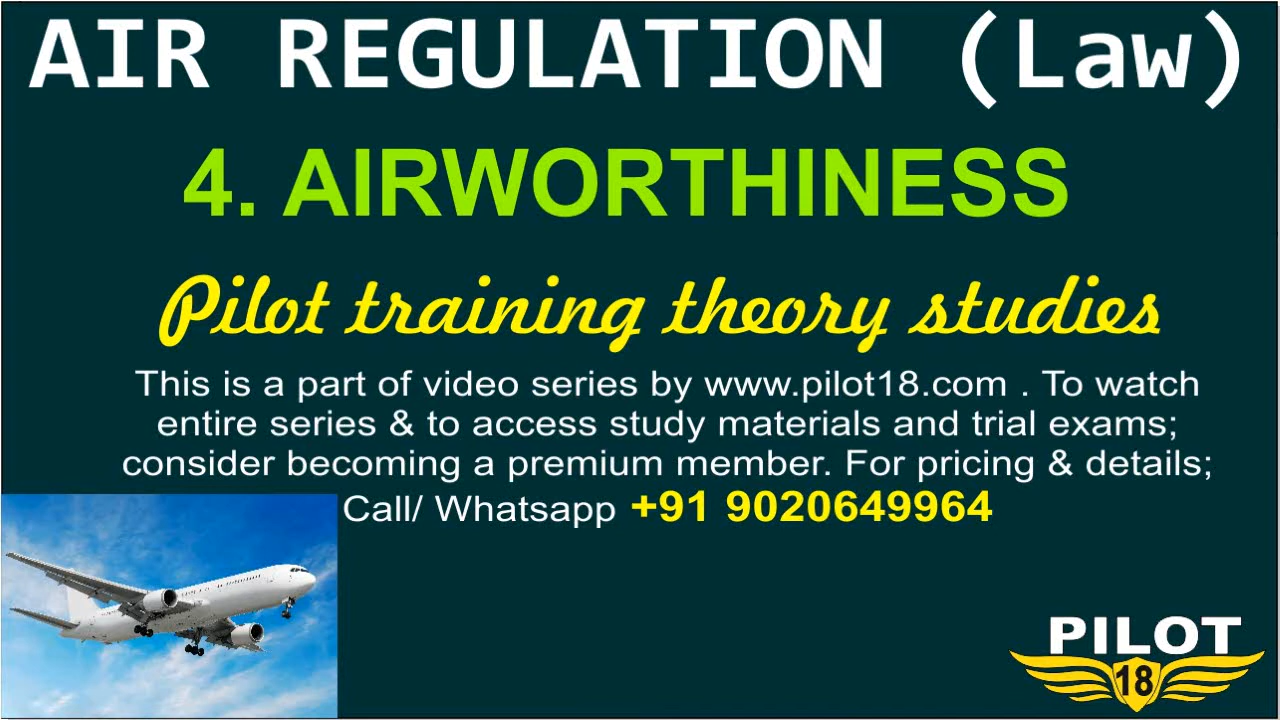 AIR REGULATION (Law)
4. AIRWORTHINESS
Pilot training theory studies
This is a part of video series by www.pilot18.com . To watch
entire series & to access study materials and trial exams;
consider becoming a premium member. For pricing & details;
Call/ Whatsapp +91 9020649964
PILOT
18